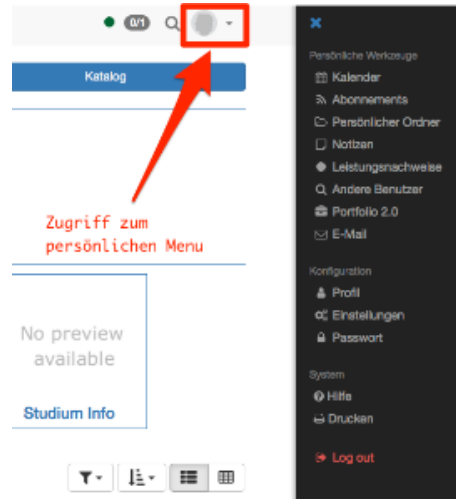 0/1
Katalog
Zugriff zum
persönlichen Menu
No preview
available
Studium Info
Persönliche Werkzeuge
Kalender
Abonnements
Persönlicher Ordner
Notizen
Leistungsnachweise
Andere Benutzer
Portfolio 2.0
E-Mail
Konfiguration
Profil
Einstellungen
Passwort
System
Hilfe
Drucken
Log out